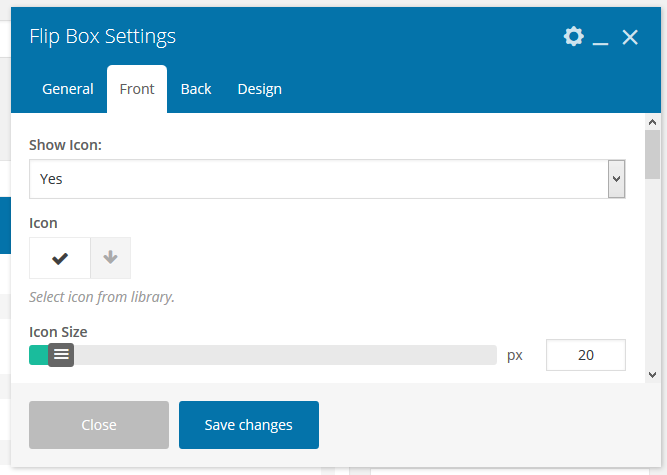 Flip Box Settings
General Front Back Design
Show Icon:
Yes
Icon
Select icon from library.
Icon Size
px 20
Close Save changes